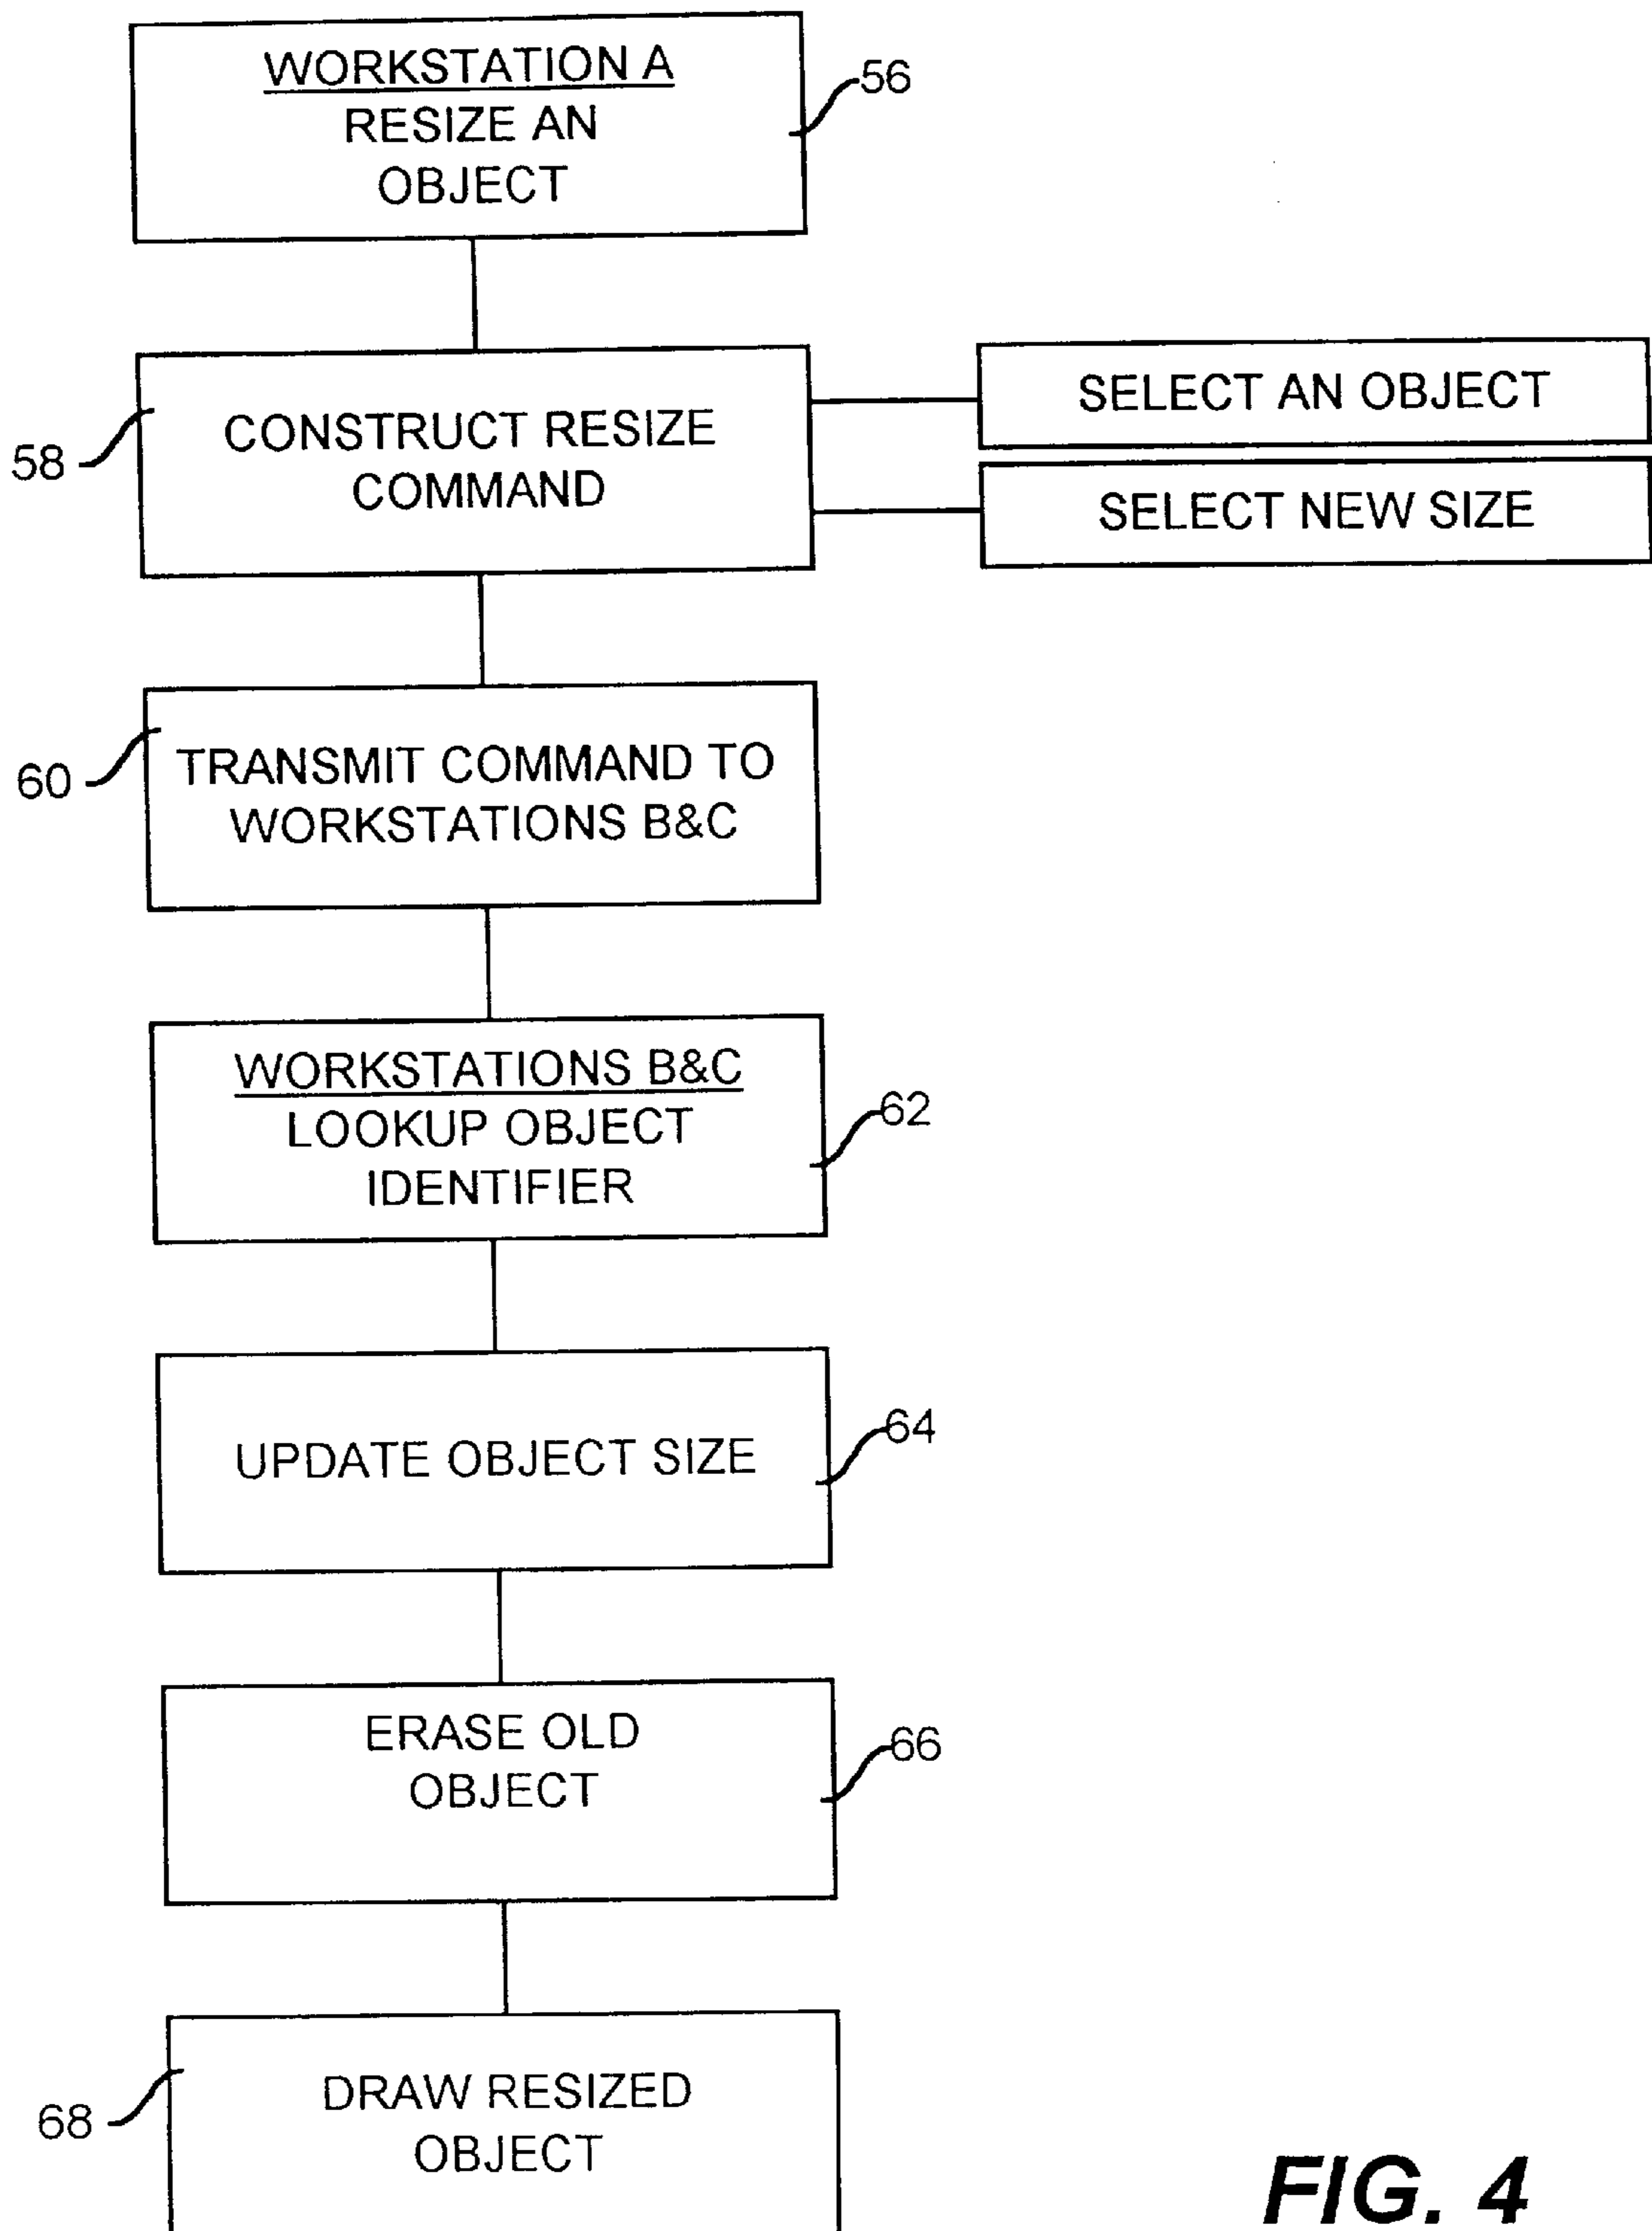 WORKSTATION A
RESIZE AN
OBJECT
56
58
CONSTRUCT RESIZE
COMMAND
SELECT AN OBJECT
SELECT NEW SIZE
60
TRANSMIT COMMAND TO
WORKSTATIONS B&C
WORKSTATIONS B&C
LOOKUP OBJECT
IDENTIFIER
62
UPDATE OBJECT SIZE
64
ERASE OLD
OBJECT
66
68
DRAW RESIZED
OBJECT
FIG. 4